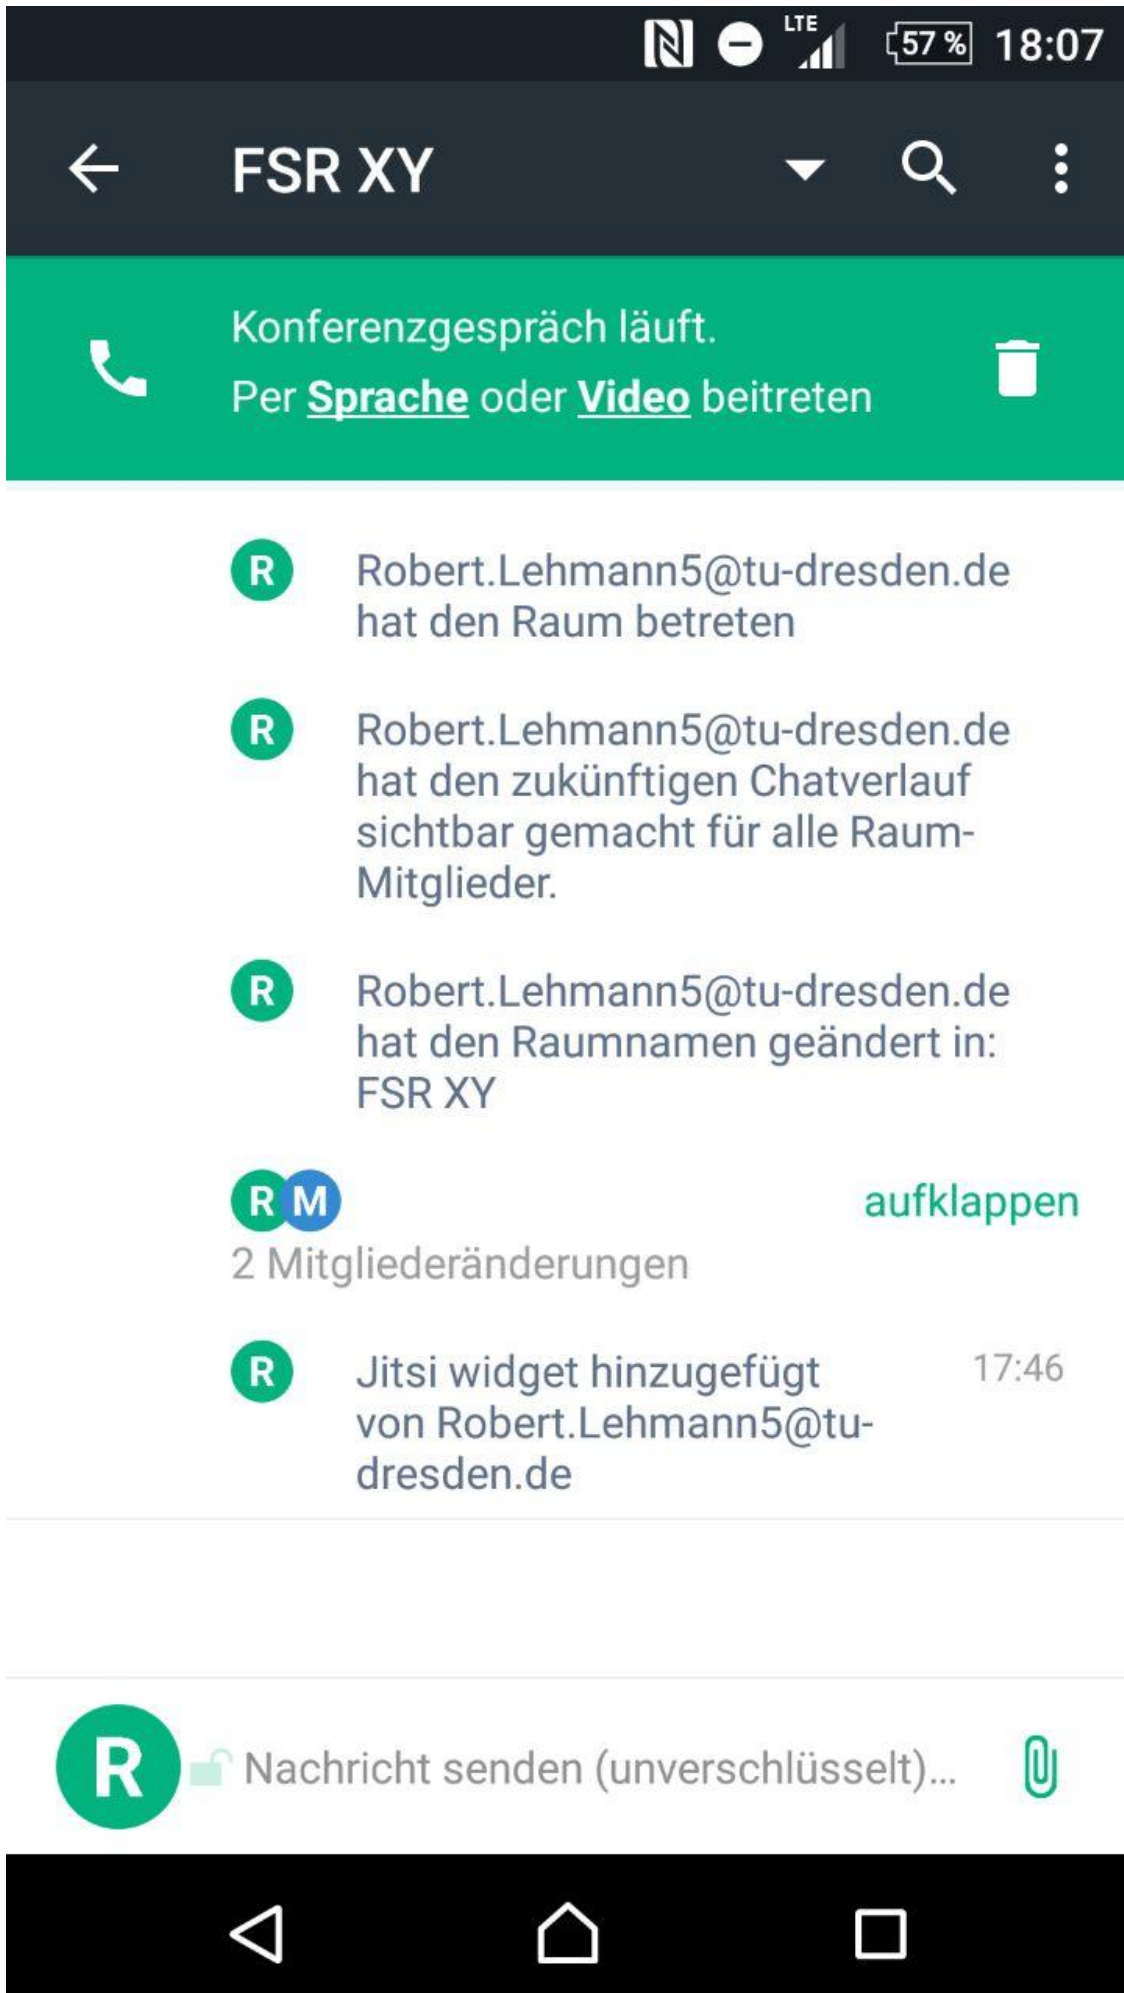 LTE 57 % 18:07
FSR XY
Konferenzgespräch läuft.
Per Sprache oder Video beitreten
R Robert.Lehmann5@tu-dresden.de
hat den Raum betreten
R Robert.Lehmann5@tu-dresden.de
hat den zukünftigen Chatverlauf
sichtbar gemacht für alle Raum-
Mitglieder.
R Robert.Lehmann5@tu-dresden.de
hat den Raumnamen geändert in:
FSR XY
R M aufklappen
2 Mitgliederänderungen
R Jitsi widget hinzugefügt 17:46
von Robert.Lehmann5@tu-
dresden.de
R Nachricht senden (unverschlüsselt)...